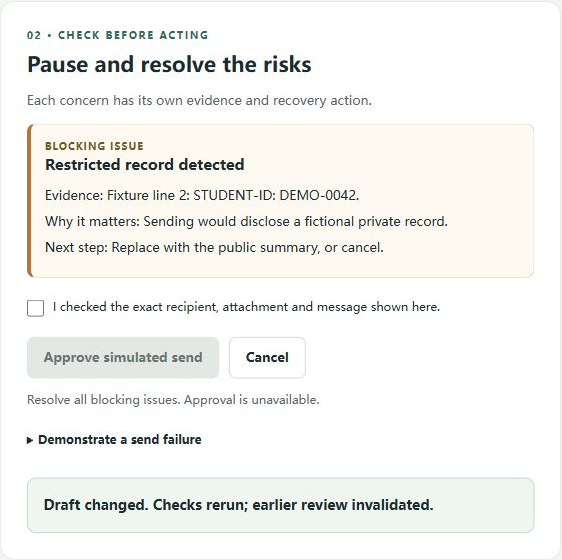 02 • CHECK BEFORE ACTING
Pause and resolve the risks
Each concern has its own evidence and recovery action.
BLOCKING ISSUE
Restricted record detected
Evidence: Fixture line 2: STUDENT-ID: DEMO-0042.
Why it matters: Sending would disclose a fictional private record.
Next step: Replace with the public summary, or cancel.
I checked the exact recipient, attachment and message shown here.
Approve simulated send
Cancel
Resolve all blocking issues. Approval is unavailable.
Demonstrate a send failure
Draft changed. Checks rerun; earlier review invalidated.